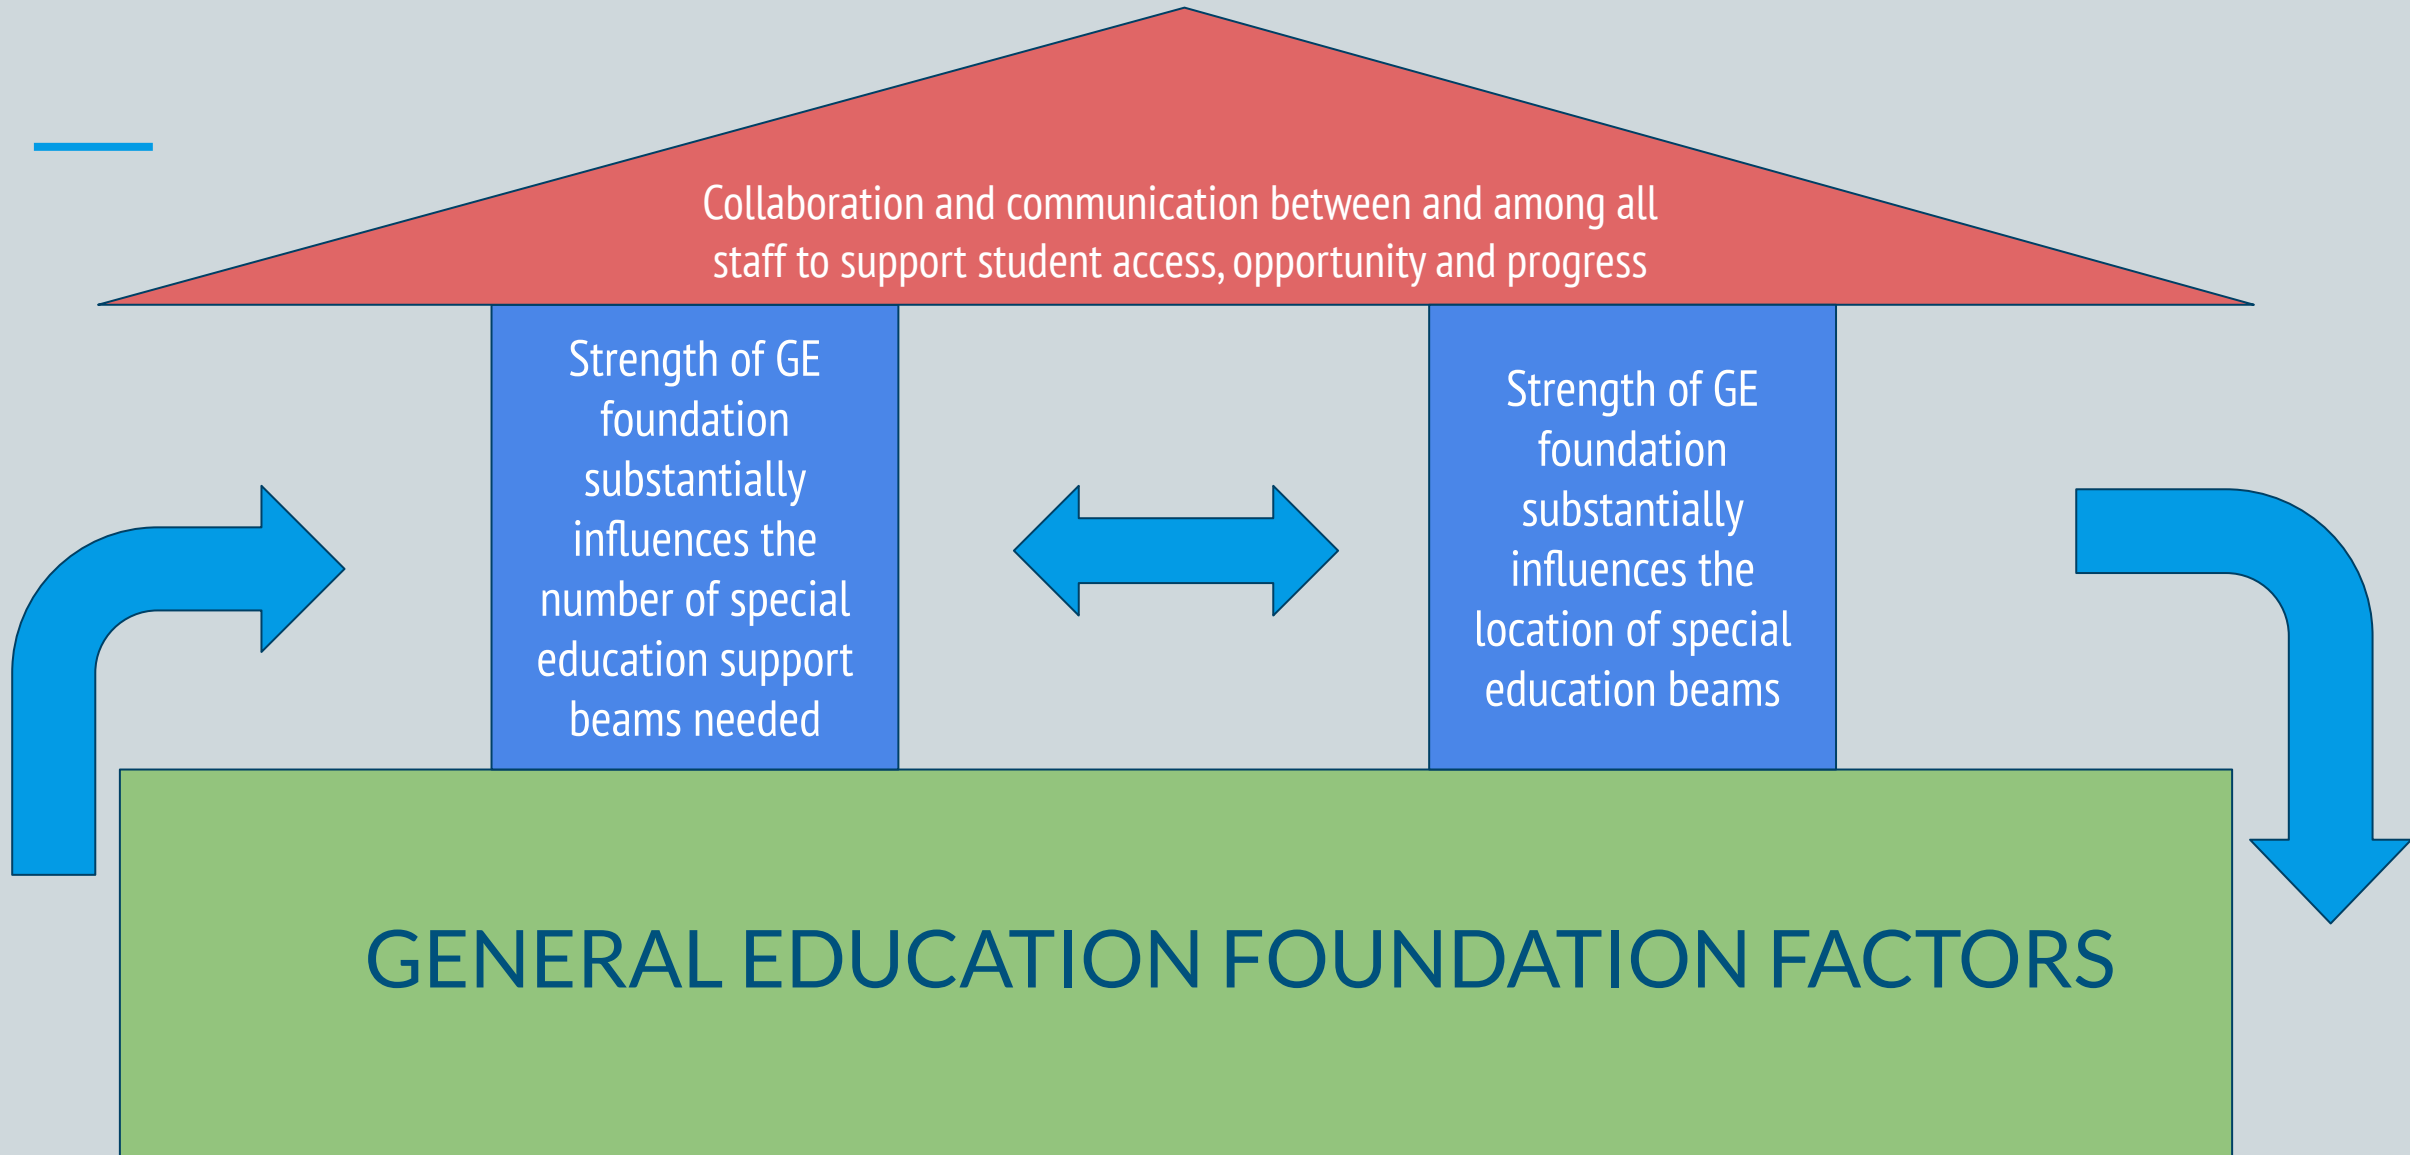 Collaboration and communication between and among all
staff to support student access, opportunity and progress
Strength of GE
foundation
substantially
influences the
number of special
education support
beams needed
Strength of GE
foundation
substantially
influences the
location of special
education beams
GENERAL EDUCATION FOUNDATION FACTORS